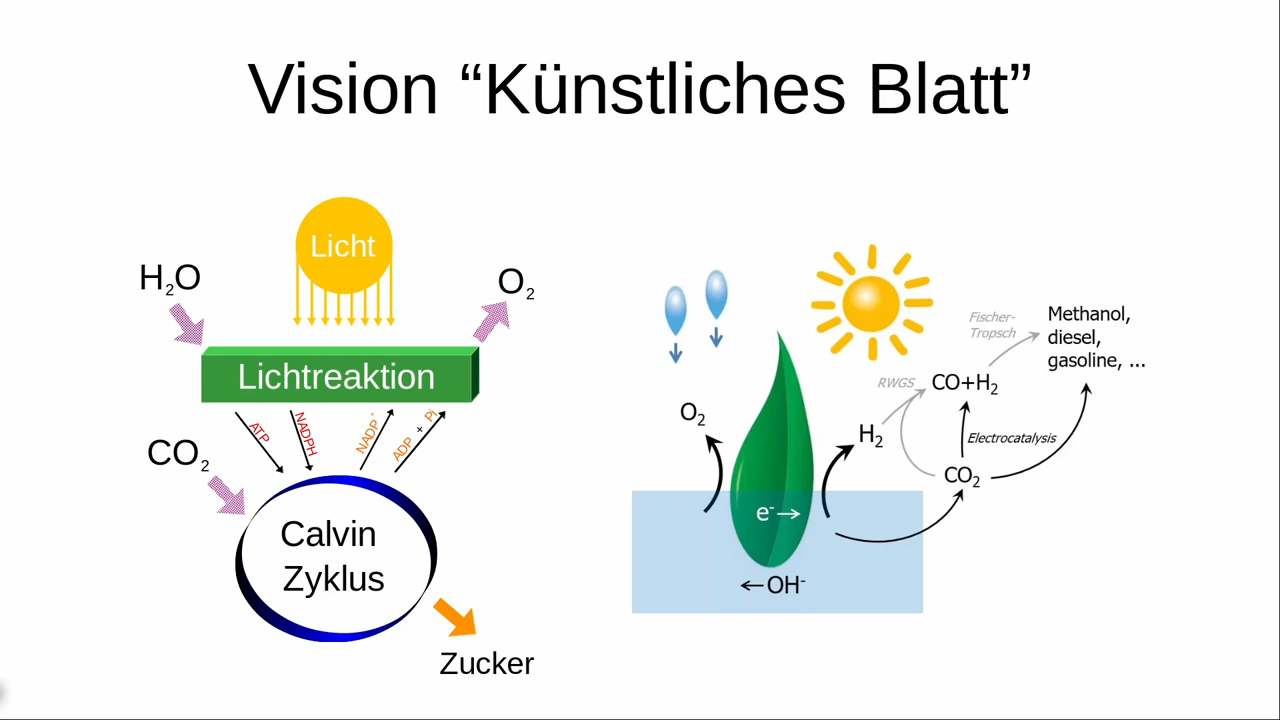 Vision “Künstliches Blatt”
Licht
H₂O
O₂
Lichtreaktion
ATP
NADPH
NADP⁺
ADP + Pi
CO₂
Calvin
Zyklus
Zucker
O₂
e⁻→
←OH⁻
H₂
RWGS
CO+H₂
Fischer-
Tropsch
Methanol,
diesel,
gasoline, ...
Electrocatalysis
CO₂